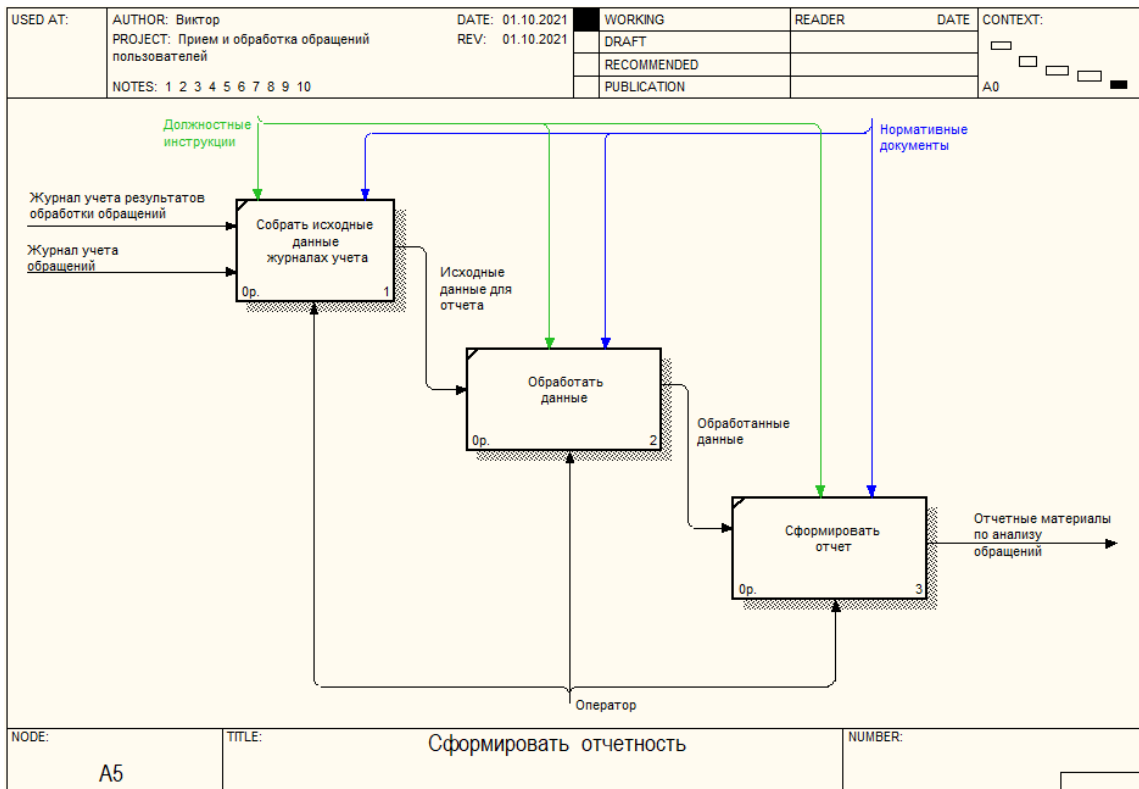 USED AT:
AUTHOR: Виктор
DATE: 01.10.2021
PROJECT: Прием и обработка обращений
пользователей
REV: 01.10.2021
NOTES: 1 2 3 4 5 6 7 8 9 10
WORKING
DRAFT
RECOMMENDED
PUBLICATION
READER
DATE
CONTEXT:
A0
Должностные
инструкции
Нормативные
документы
Журнал учета результатов
обработки обращений
Журнал учета
обращений
Собрать исходные
данные
журналах учета
0р.
1
Исходные
данные для
отчета
Обработать
данные
0р.
2
Обработанные
данные
Сформировать
отчет
0р.
3
Отчетные материалы
по анализу
обращений
Оператор
NODE:
A5
TITLE:
Сформировать отчетность
NUMBER: